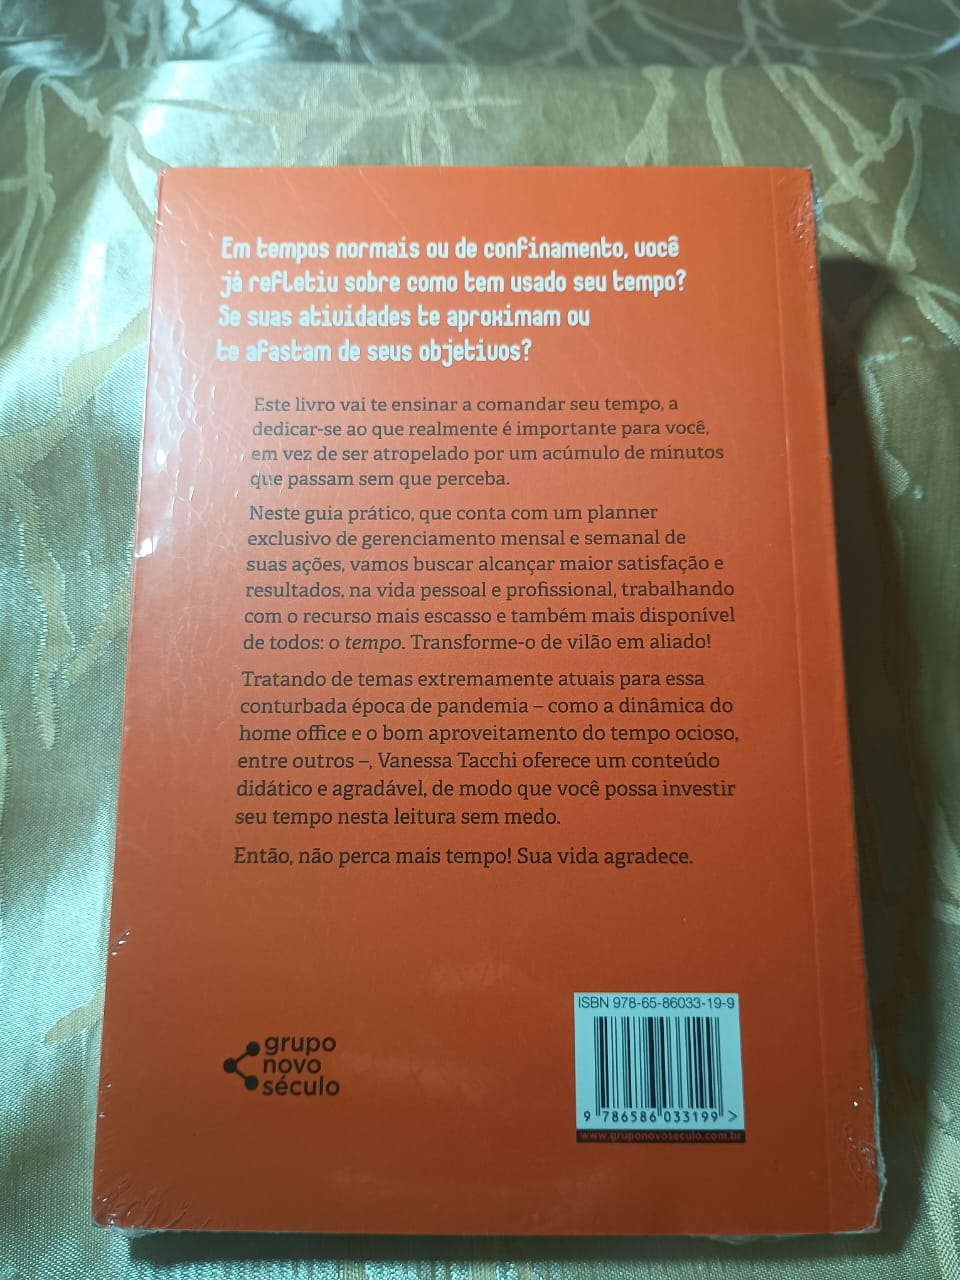 Em tempos normais ou de confinamento, você
já refletiu sobre como tem usado seu tempo?
Se suas atividades te aproximam ou
te afastam de seus objetivos?
Este livro vai te ensinar a comandar seu tempo, a
dedicar-se ao que realmente é importante para você,
em vez de ser atropelado por um acúmulo de minutos
que passam sem que perceba.
Neste guia prático, que conta com um planner
exclusivo de gerenciamento mensal e semanal de
suas ações, vamos buscar alcançar maior satisfação e
resultados, na vida pessoal e profissional, trabalhando
com o recurso mais escasso e também mais disponível
de todos: o tempo. Transforme-o de vilão em aliado!
Tratando de temas extremamente atuais para essa
conturbada época de pandemia – como a dinâmica do
home office e o bom aproveitamento do tempo ocioso,
entre outros –, Vanessa Tacchi oferece um conteúdo
didático e agradável, de modo que você possa investir
seu tempo nesta leitura sem medo.
Então, não perca mais tempo! Sua vida agradece.
grupo
novo
século
ISBN 978-65-86033-19-9
9 786586 033199 >
www.gruponovoseculo.com.br